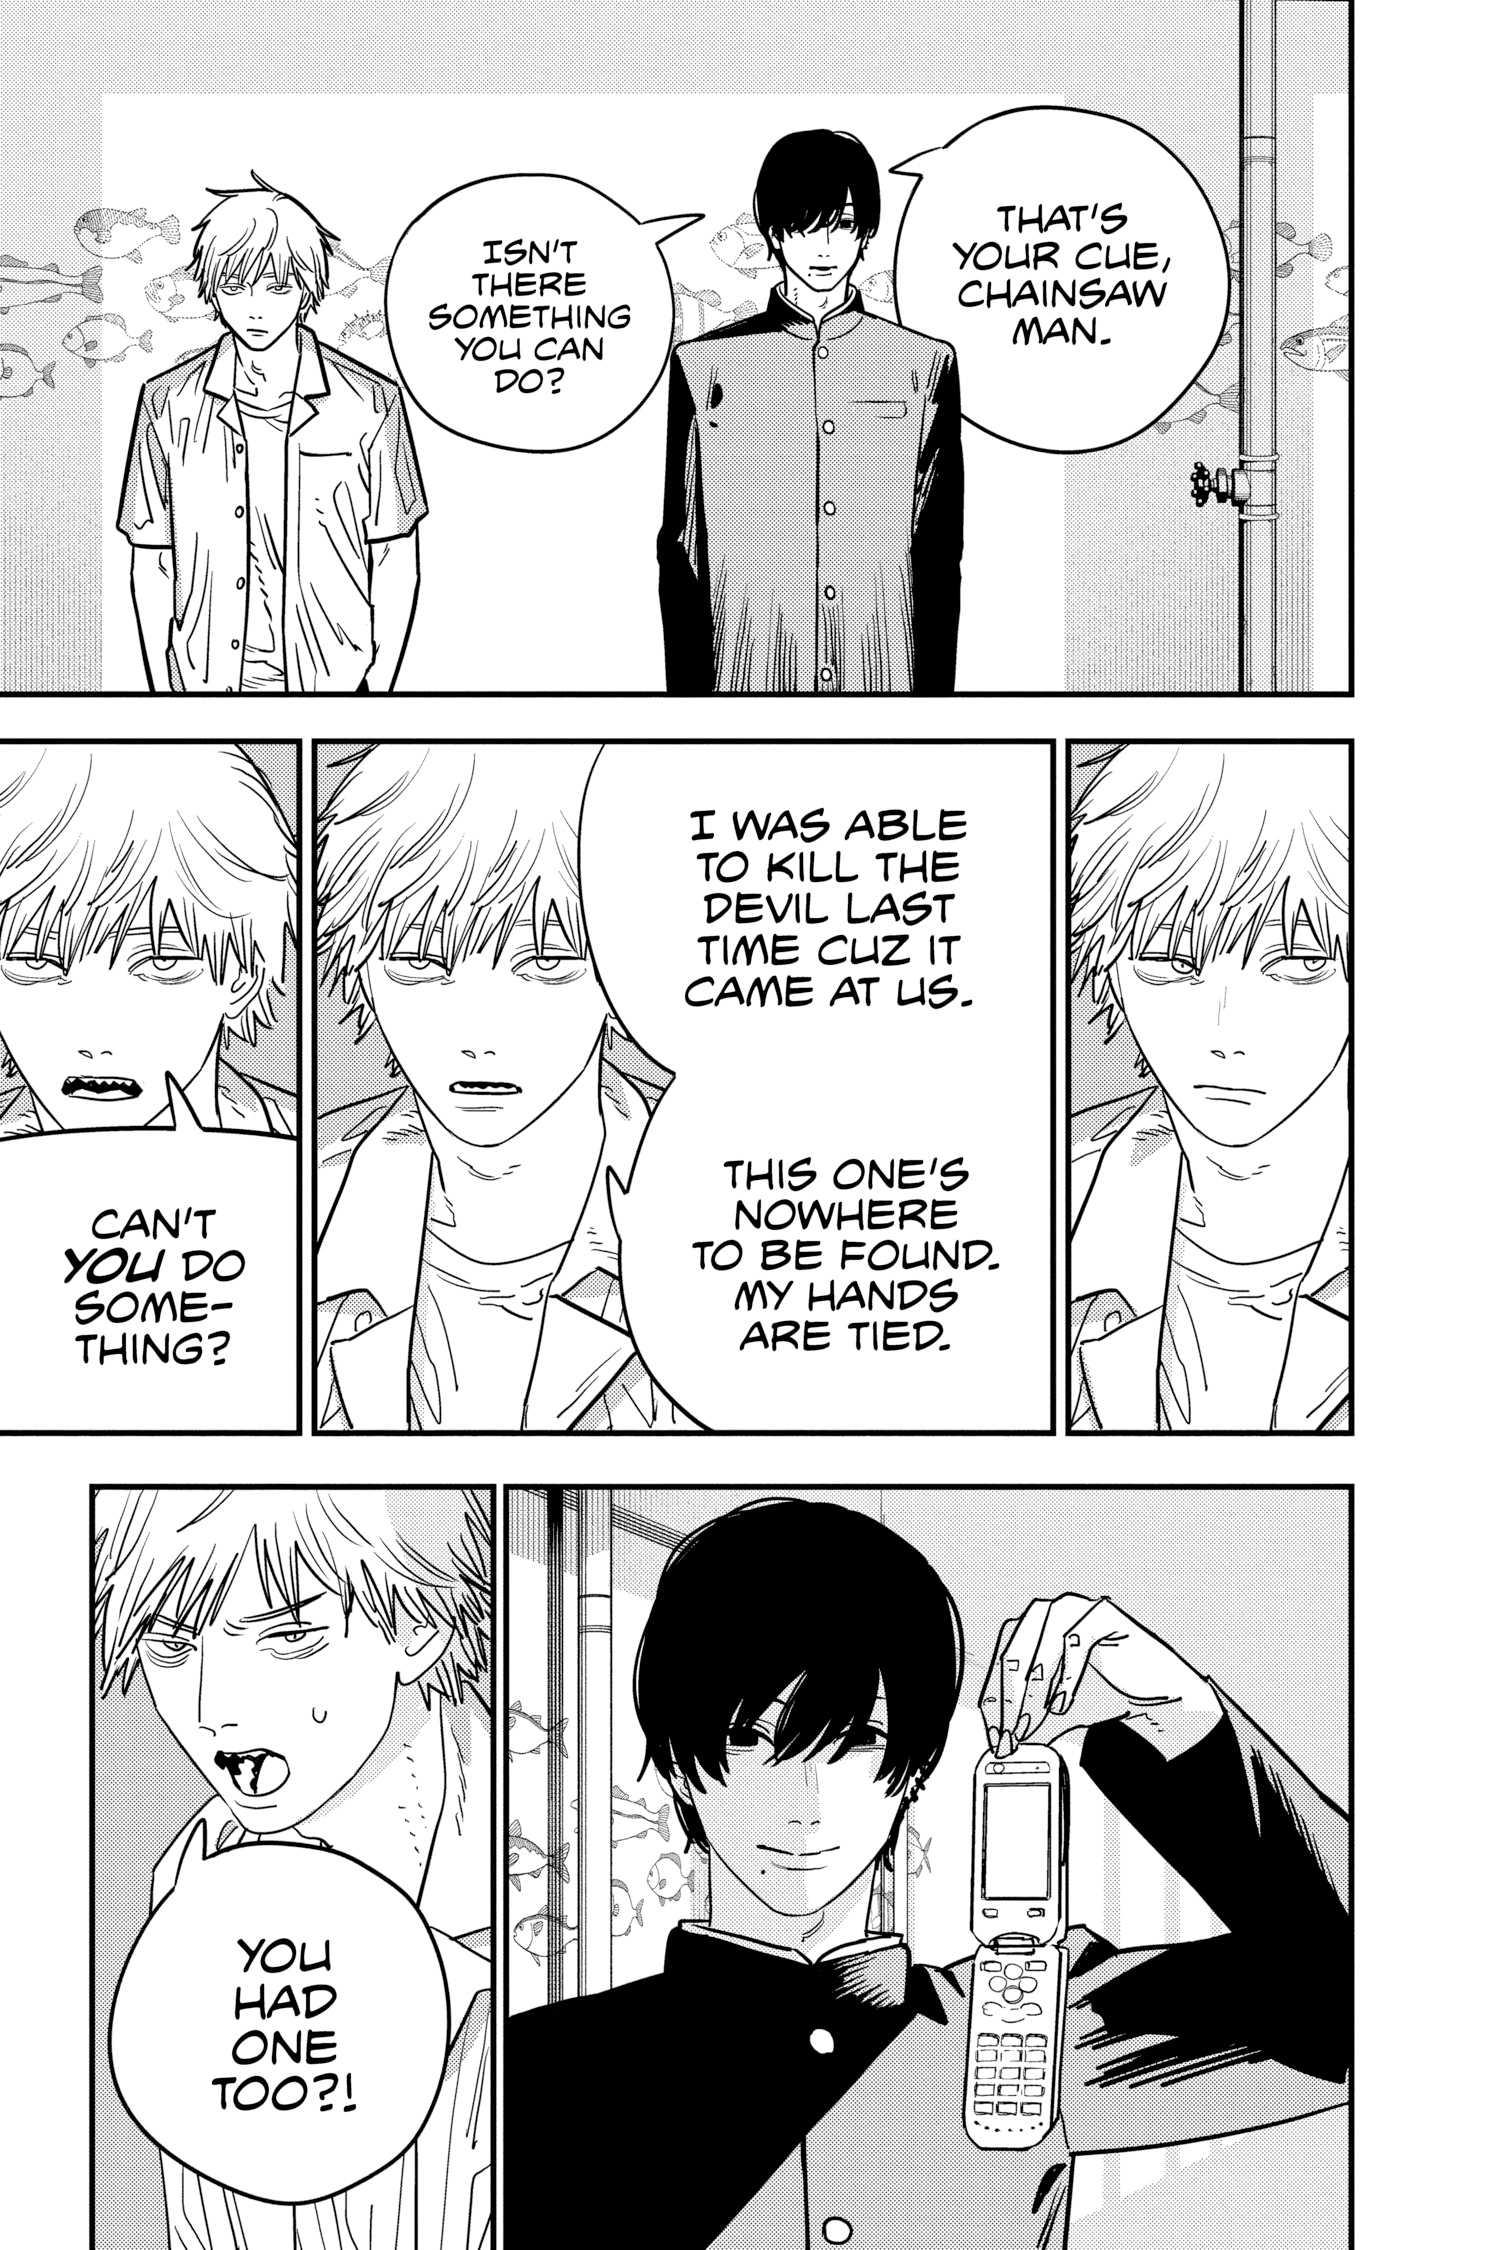 THAT'S
YOUR CUE,
CHAINSAW
MAN.
ISN'T
THERE
SOMETHING
YOU CAN
DO?
I WAS ABLE
TO KILL THE
DEVIL LAST
TIME CUZ IT
CAME AT US.
THIS ONE'S
NOWHERE
TO BE FOUND.
MY HANDS
ARE TIED.
CAN'T
YOU DO
SOME-
THING?
YOU
HAD
ONE
TOO?!